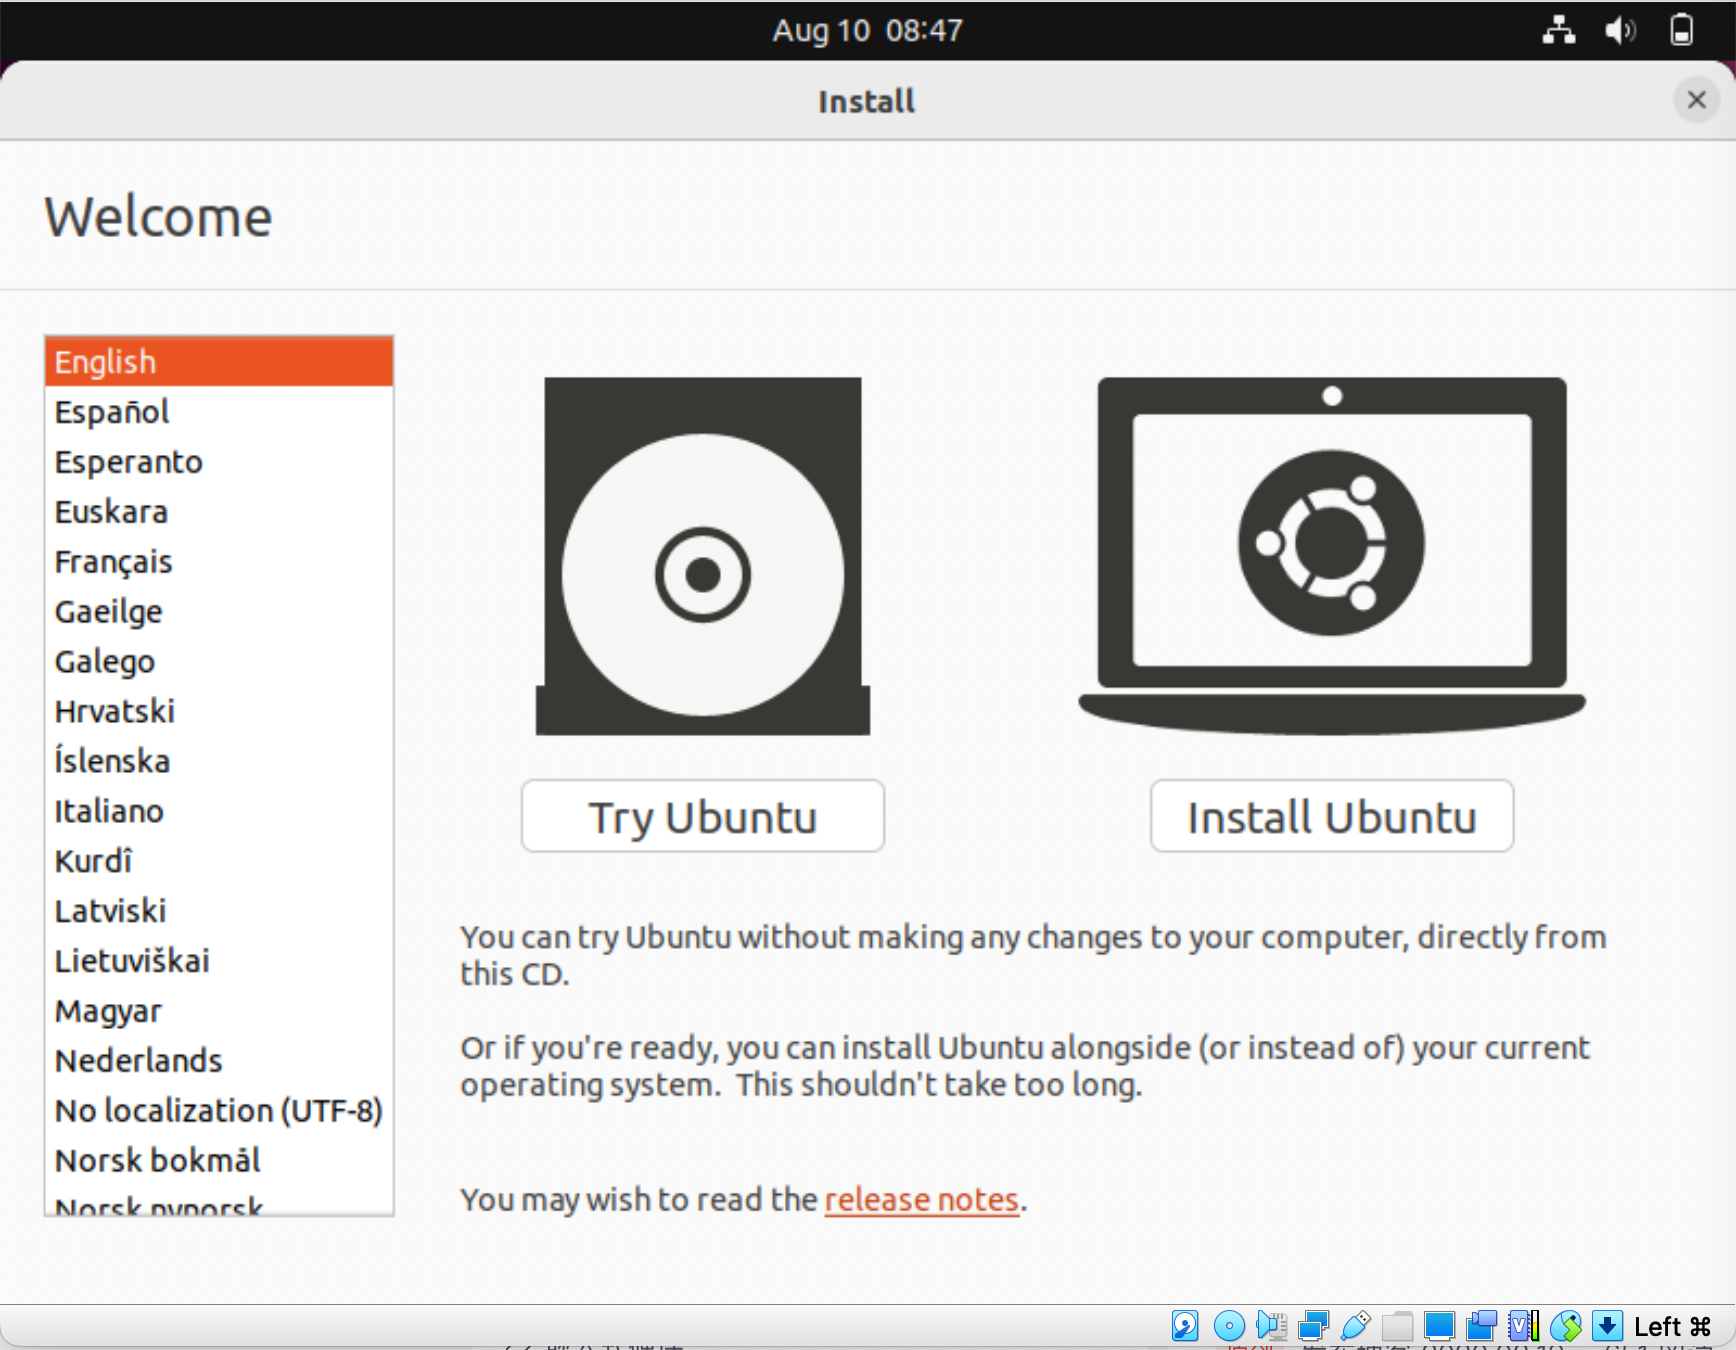 Aug 10 08:47
Install
Welcome
English
Español
Esperanto
Euskara
Français
Gaeilge
Galego
Hrvatski
Íslenska
Italiano
Kurdî
Latviski
Lietuviškai
Magyar
Nederlands
No localization (UTF-8)
Norsk bokmål
Norsk nynorsk
Try Ubuntu
Install Ubuntu
You can try Ubuntu without making any changes to your computer, directly from
this CD.
Or if you're ready, you can install Ubuntu alongside (or instead of) your current
operating system. This shouldn't take too long.
You may wish to read the release notes.
Left ⌘